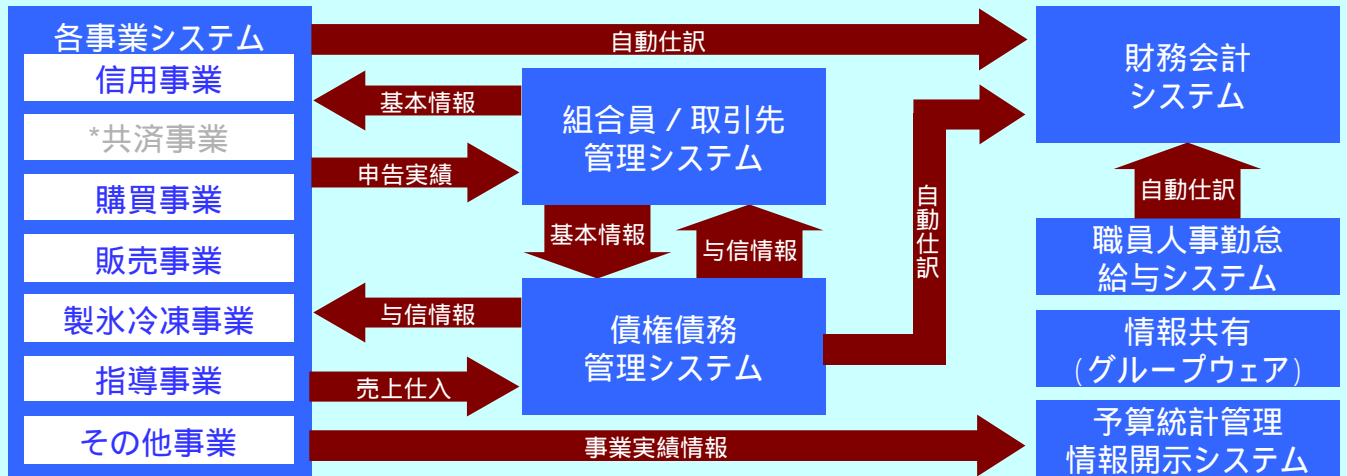 各事業システム
信用事業
*共済事業
購買事業
販売事業
製氷冷凍事業
指導事業
その他事業
自動仕訳
基本情報
申告実績
組合員 / 取引先
管理システム
基本情報
与信情報
与信情報
売上仕入
債権債務
管理システム
自動仕訳
事業実績情報
財務会計
システム
自動仕訳
職員人事勤怠
給与システム
情報共有
(グループウェア)
予算統計管理
情報開示システム